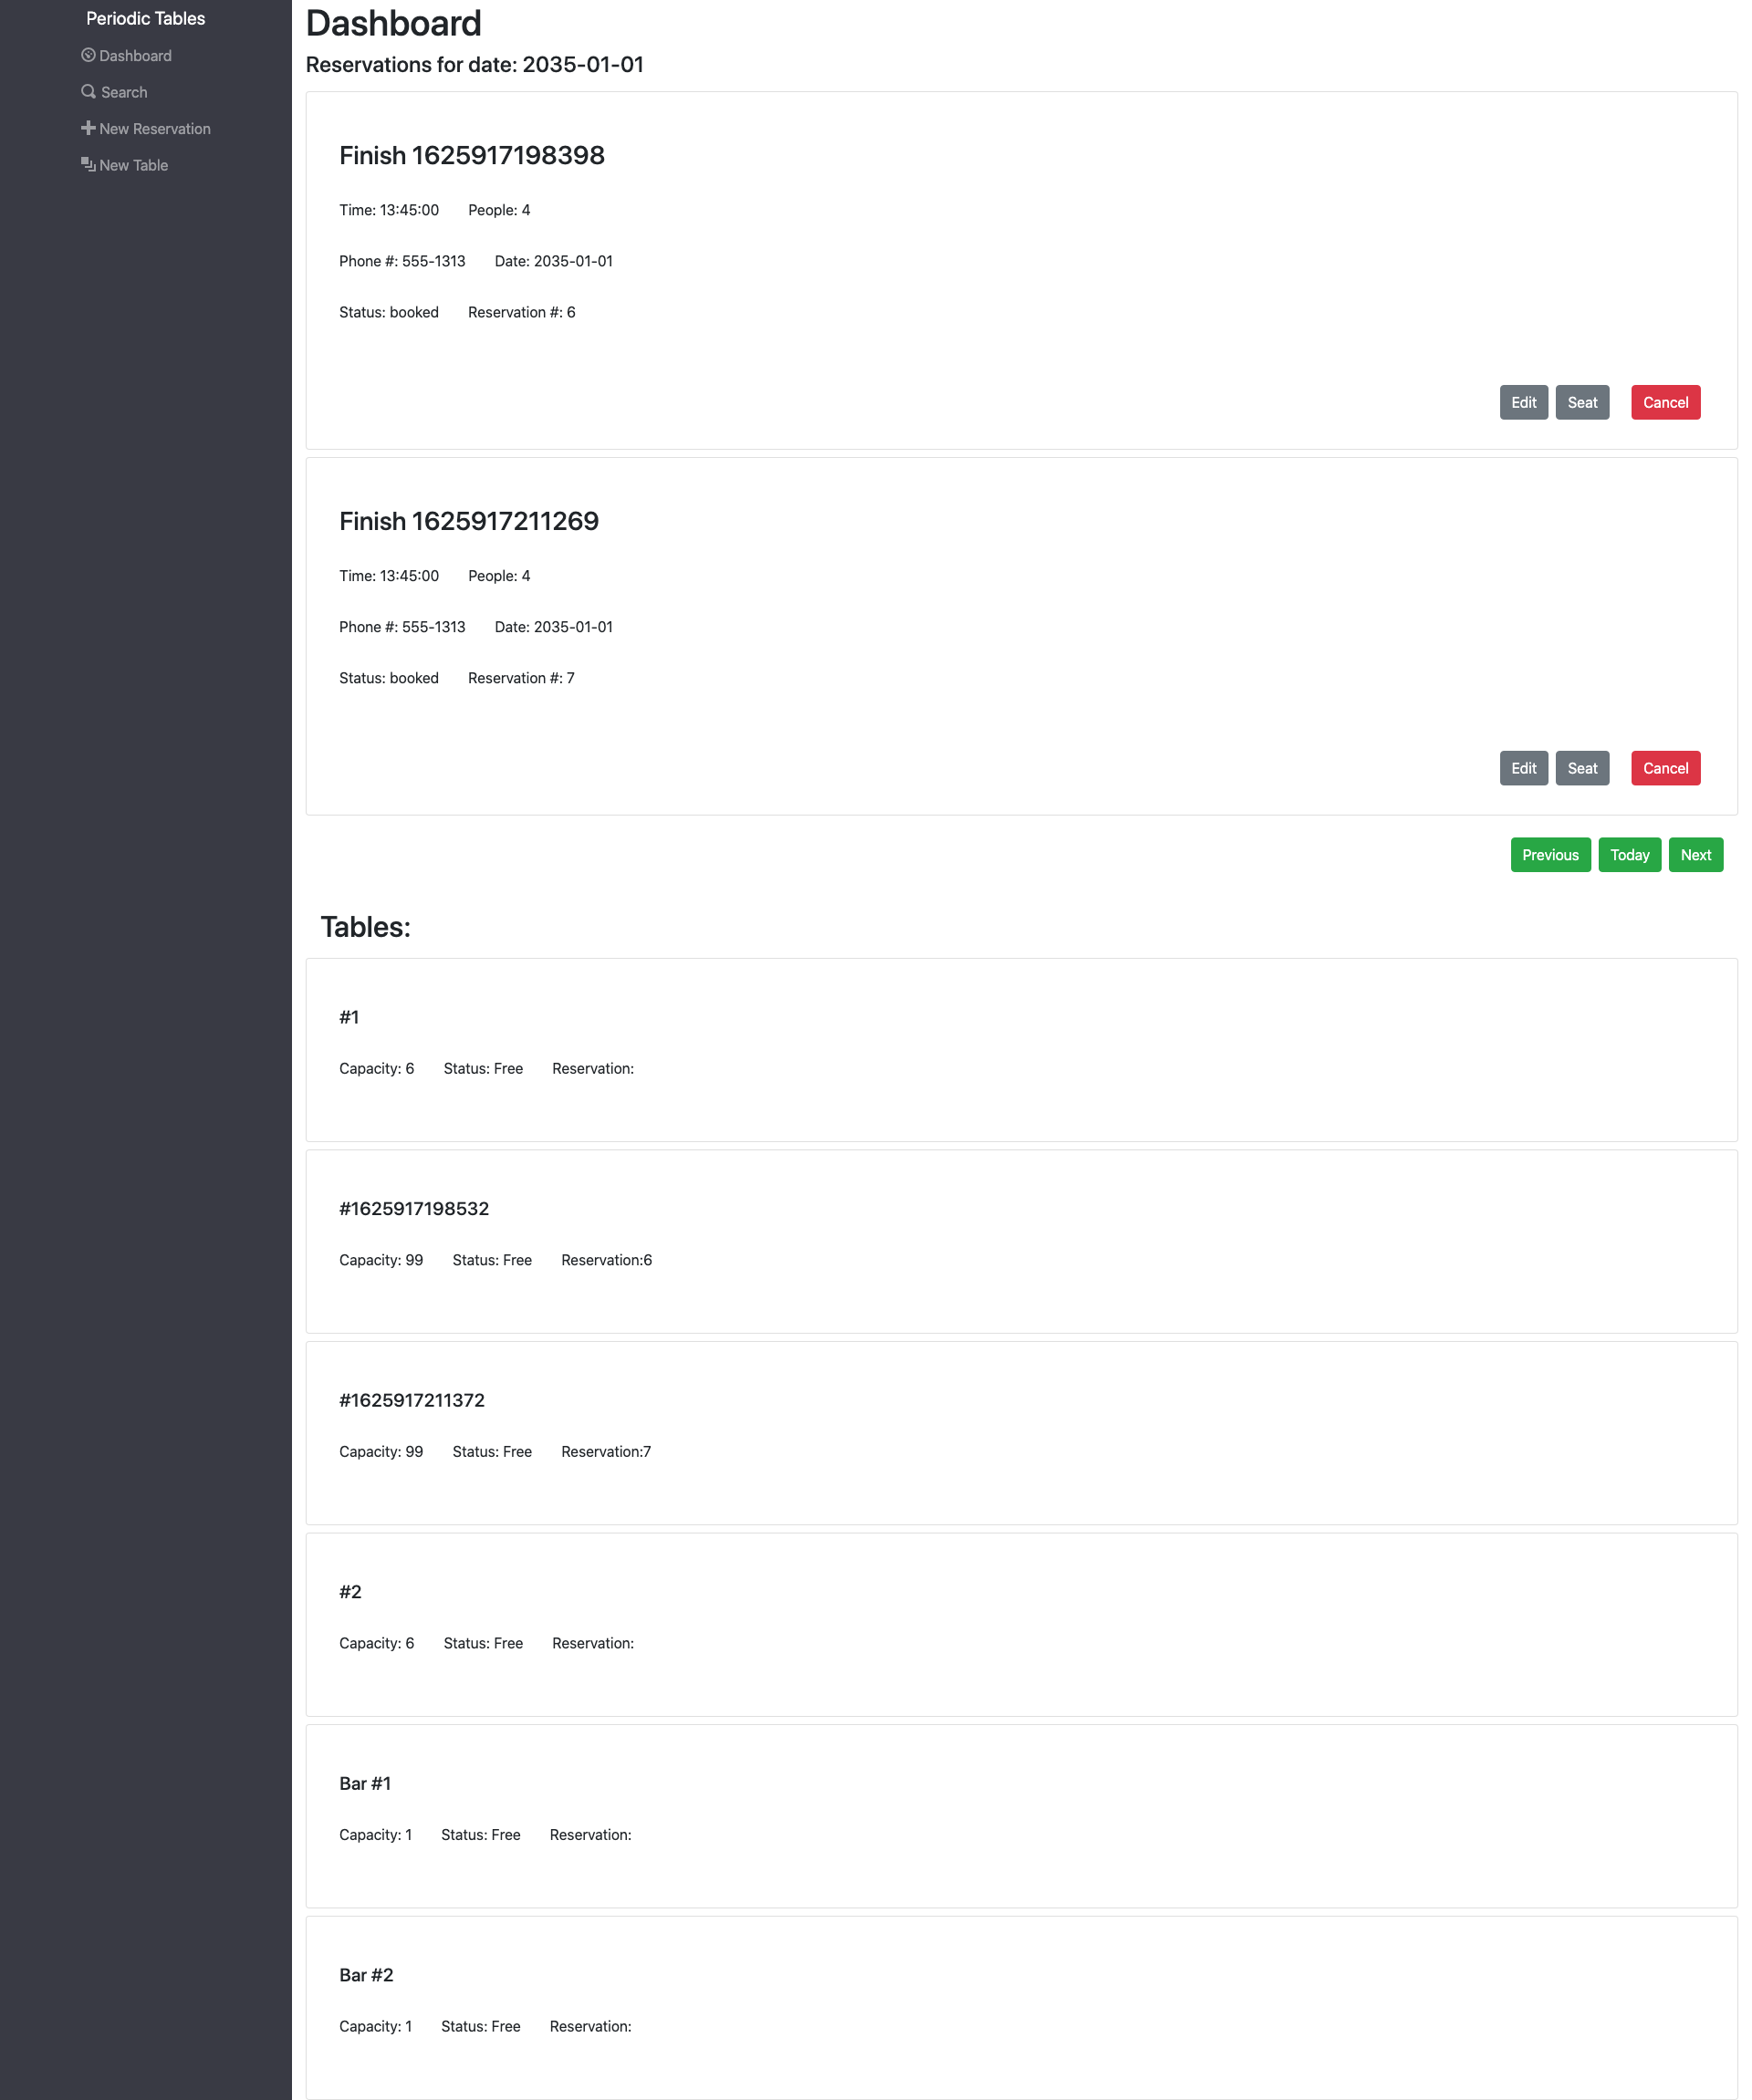 Periodic Tables
Dashboard
Search
New Reservation
New Table
Dashboard
Reservations for date: 2035-01-01
Finish 1625917198398
Time: 13:45:00 People: 4
Phone #: 555-1313 Date: 2035-01-01
Status: booked Reservation #: 6
Edit Seat Cancel
Finish 1625917211269
Time: 13:45:00 People: 4
Phone #: 555-1313 Date: 2035-01-01
Status: booked Reservation #: 7
Edit Seat Cancel
Previous Today Next
Tables:
#1
Capacity: 6 Status: Free Reservation:
#1625917198532
Capacity: 99 Status: Free Reservation:6
#1625917211372
Capacity: 99 Status: Free Reservation:7
#2
Capacity: 6 Status: Free Reservation:
Bar #1
Capacity: 1 Status: Free Reservation:
Bar #2
Capacity: 1 Status: Free Reservation: